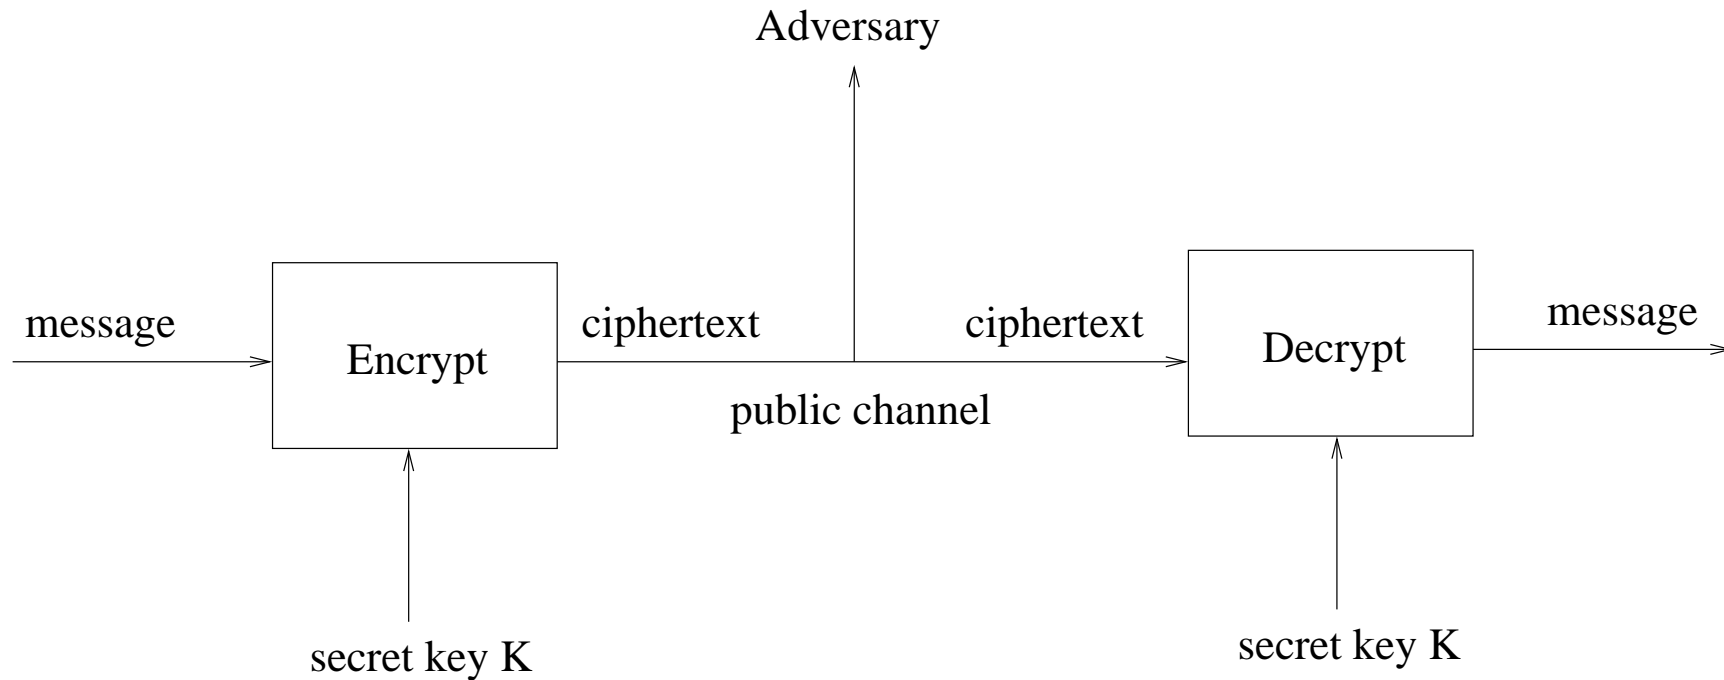 Adversary
message
ciphertext
ciphertext
message
Encrypt
Decrypt
public channel
secret key K
secret key K